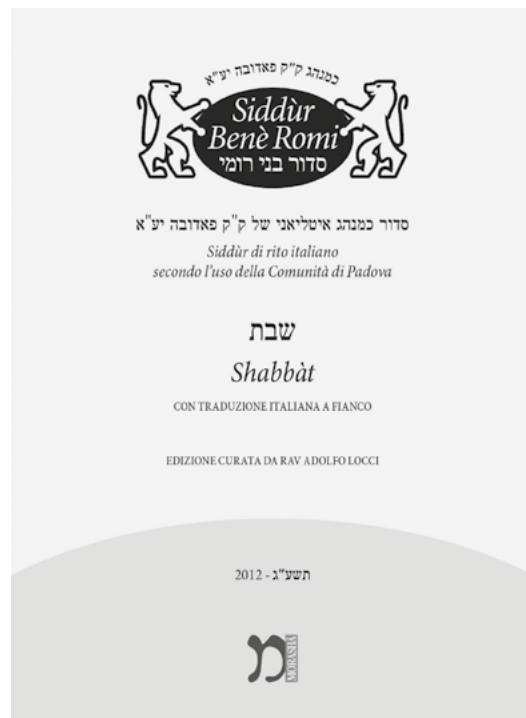 כמנהג ק"ק פאדובה יע"א
Siddùr
Benè Romi
סדור בני רומי
סדור כמנהג איטליאני של ק"ק פאדובה יע"א
Siddùr di rito italiano
secondo l'uso della Comunità di Padova
שבת
Shabbàt
CON TRADUZIONE ITALIANA A FIANCO
EDIZIONE CURATA DA RAV ADOLFO LOCCI
תשע"ג - 2012
מ
MORASHÀ